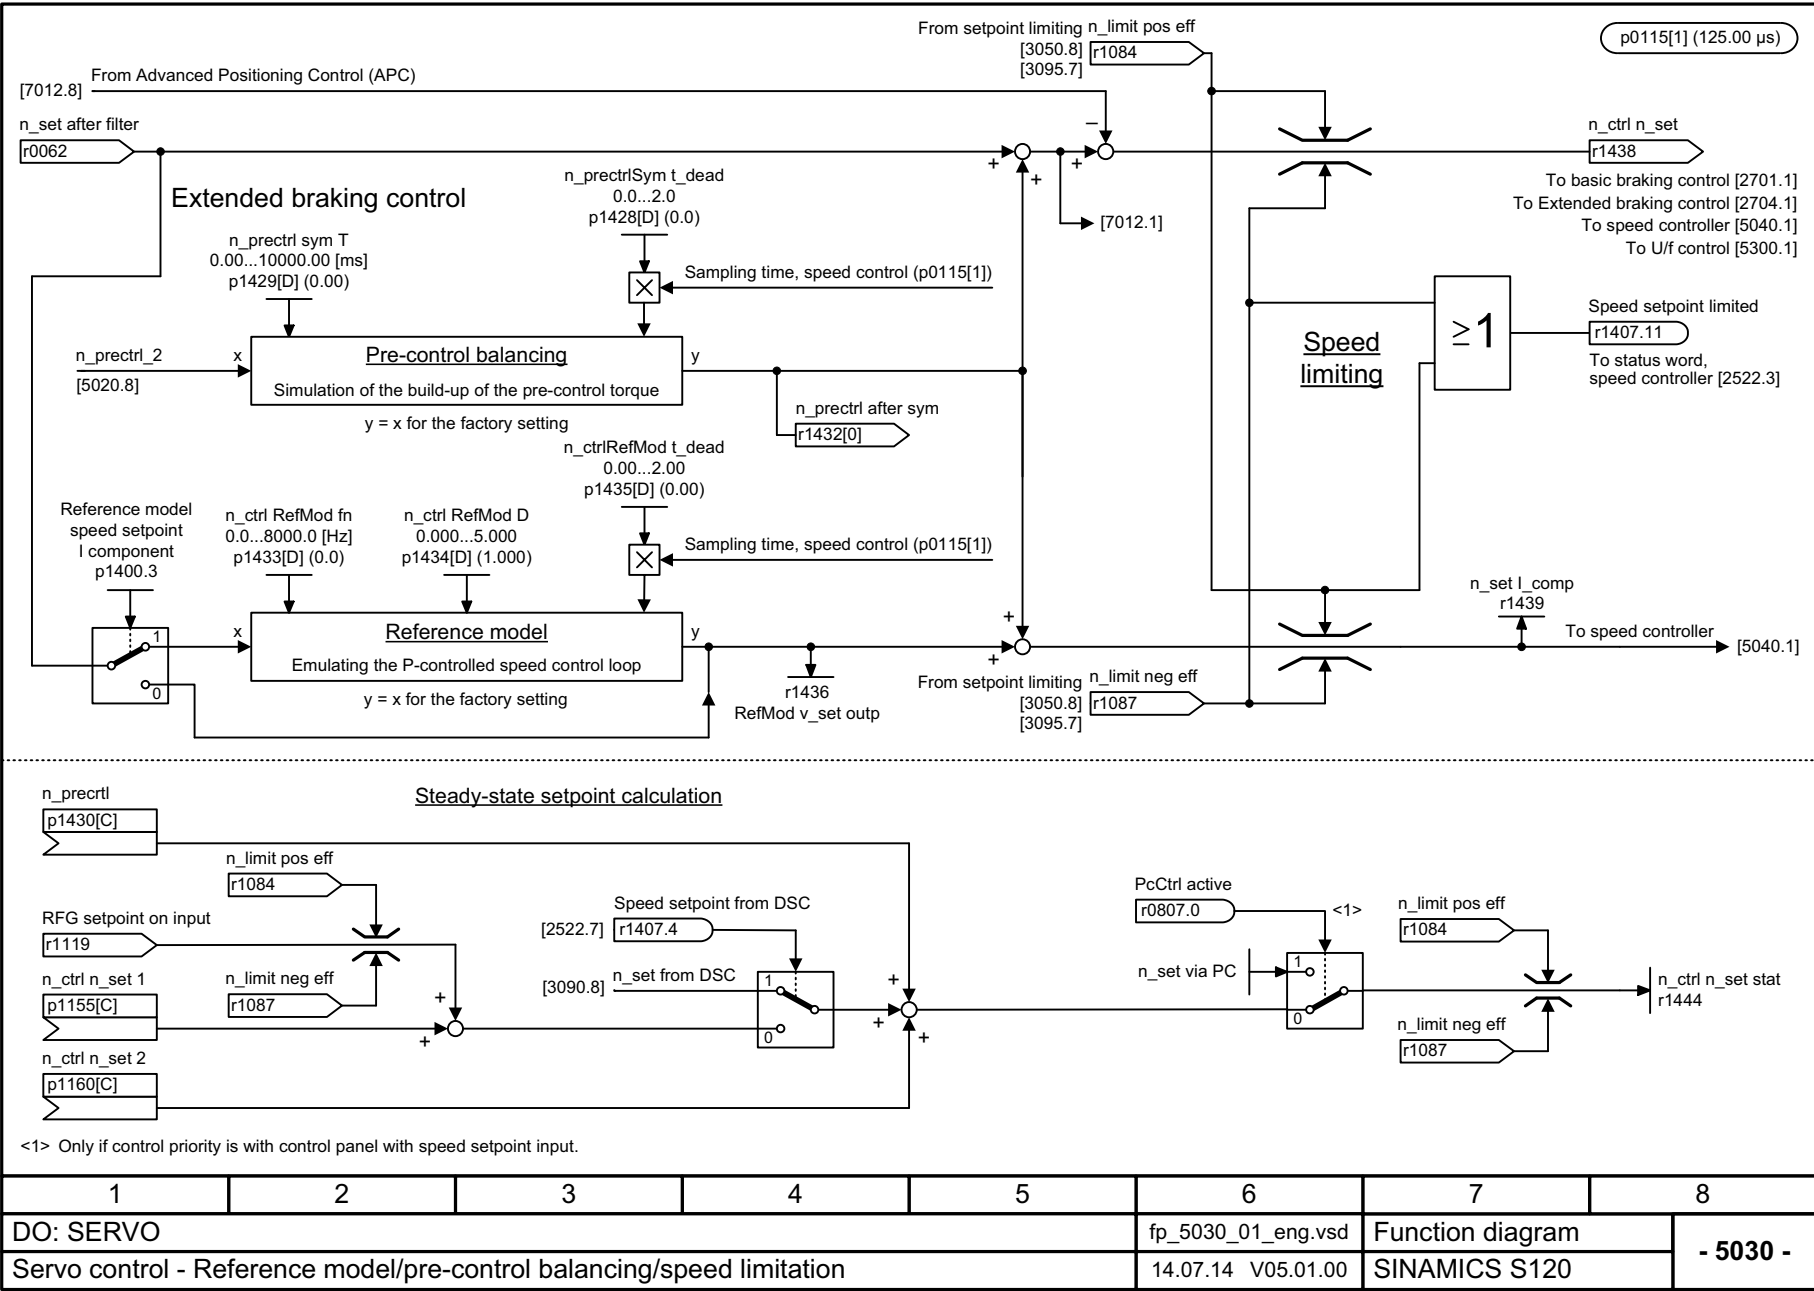 From setpoint limiting n_limit pos eff
[3050.8] r1084
[3095.7]
p0115[1] (125.00 µs)
From Advanced Positioning Control (APC)
[7012.8]
n_set after filter
r0062
–
+
+
+
n_ctrl n_set
r1438
To basic braking control [2701.1]
To Extended braking control [2704.1]
To speed controller [5040.1]
To U/f control [5300.1]
[7012.1]
Extended braking control
n_prectrlSym t_dead
0.0...2.0
p1428[D] (0.0)
n_prectrl sym T
0.00...10000.00 [ms]
p1429[D] (0.00)
Sampling time, speed control (p0115[1])
n_prectrl_2
[5020.8]
x
Pre-control balancing
Simulation of the build-up of the pre-control torque
y
y = x for the factory setting
n_prectrl after sym
r1432[0]
Speed
limiting
≥1
Speed setpoint limited
r1407.11
To status word,
speed controller [2522.3]
n_ctrlRefMod t_dead
0.00...2.00
p1435[D] (0.00)
Reference model
speed setpoint
I component
p1400.3
n_ctrl RefMod fn
0.0...8000.0 [Hz]
p1433[D] (0.0)
n_ctrl RefMod D
0.000...5.000
p1434[D] (1.000)
Sampling time, speed control (p0115[1])
1
0
x
Reference model
Emulating the P-controlled speed control loop
y
y = x for the factory setting
r1436
RefMod v_set outp
+
+
n_set I_comp
r1439
To speed controller
[5040.1]
From setpoint limiting n_limit neg eff
[3050.8] r1087
[3095.7]
n_precrtl
p1430[C]
Steady-state setpoint calculation
n_limit pos eff
r1084
RFG setpoint on input
r1119
n_ctrl n_set 1
p1155[C]
n_limit neg eff
r1087
+
+
n_ctrl n_set 2
p1160[C]
Speed setpoint from DSC
[2522.7] r1407.4
n_set from DSC
[3090.8]
1
0
+
+
+
PcCtrl active
r0807.0
<1>
n_set via PC
1
0
n_limit pos eff
r1084
n_ctrl n_set stat
r1444
n_limit neg eff
r1087
<1> Only if control priority is with control panel with speed setpoint input.
1 2 3 4 5 6 7 8
DO: SERVO
fp_5030_01_eng.vsd
Function diagram
- 5030 -
Servo control - Reference model/pre-control balancing/speed limitation
14.07.14 V05.01.00
SINAMICS S120